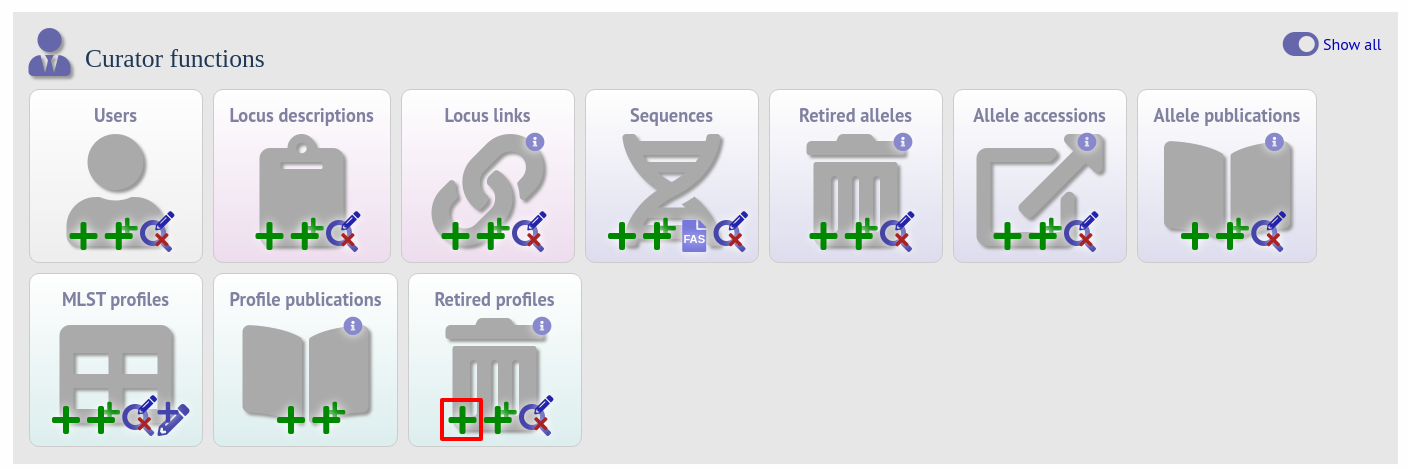 Curator functions
Show all
Users
Locus descriptions
Locus links
Sequences
Retired alleles
Allele accessions
Allele publications
FAS
MLST profiles
Profile publications
Retired profiles